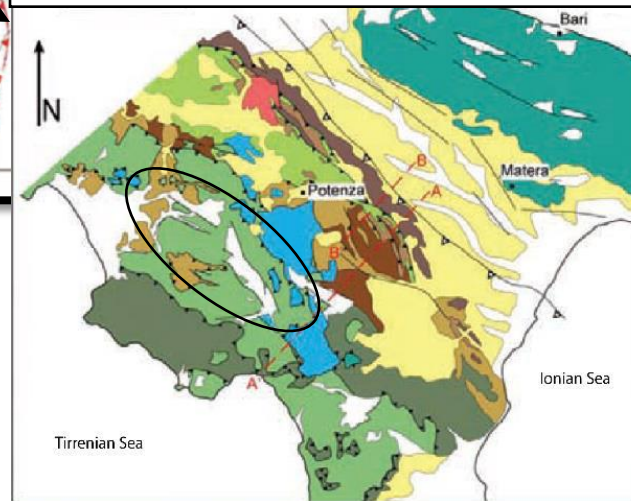 Bari
N
B
A
Matera
Potenza
B'
A'
Ionian Sea
Tirrenian Sea